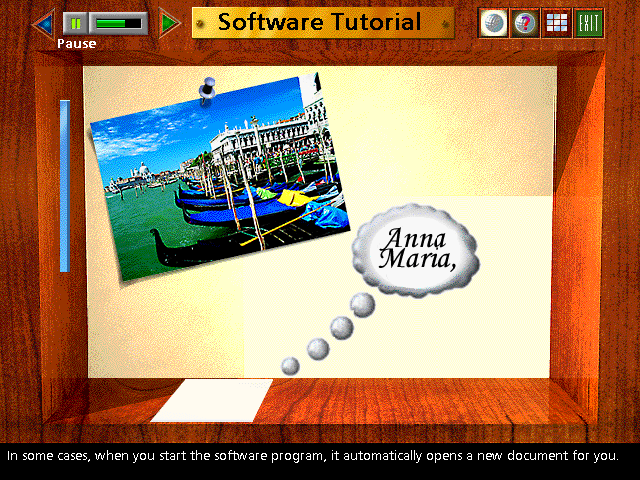 Software Tutorial
EXIT
Pause
Anna
Maria,
In some cases, when you start the software program, it automatically opens a new document for you.